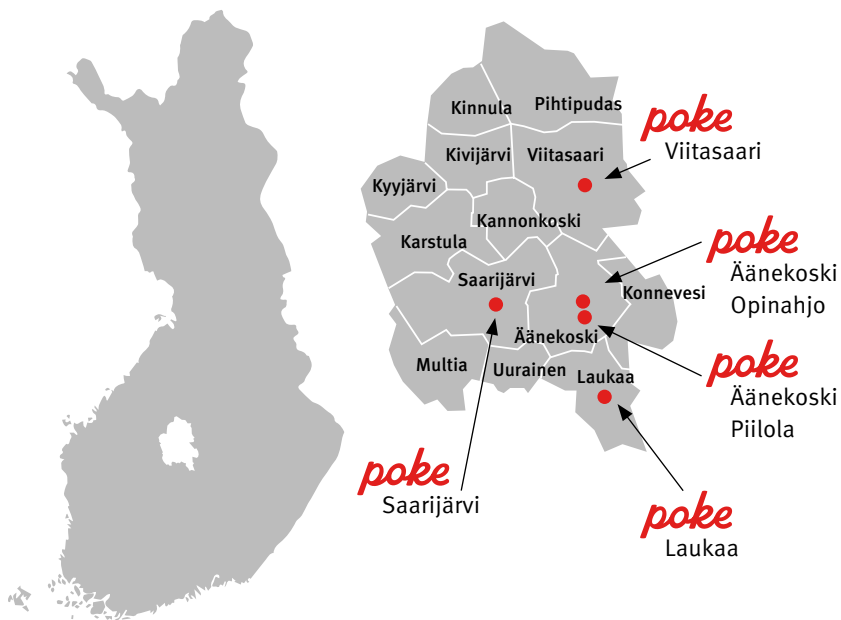 Kinnula
Pihtipudas
poke
Viitasaari
Kivijärvi
Viitasaari
Kyyjärvi
Kannonkoski
Karstula
poke
Äänekoski
Opinahjo
Saarijärvi
Konnevesi
Äänekoski
Multia
Uurainen
Laukaa
poke
Äänekoski
Piilola
poke
Saarijärvi
poke
Laukaa